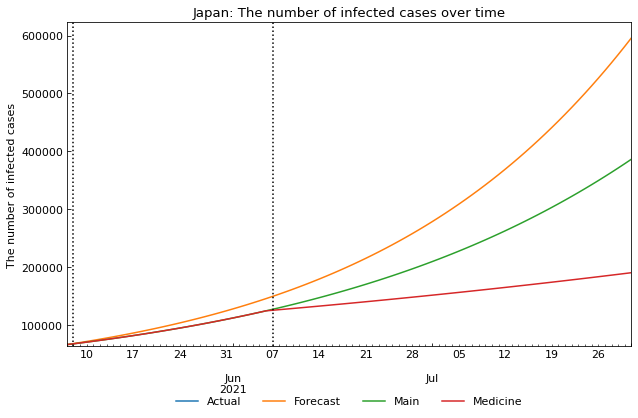 Japan: The number of infected cases over time
The number of infected cases
600000
500000
400000
300000
200000
100000
10 17 24 31 07 14 21 28 05 12 19 26
Jun Jul
2021
Actual Forecast Main Medicine